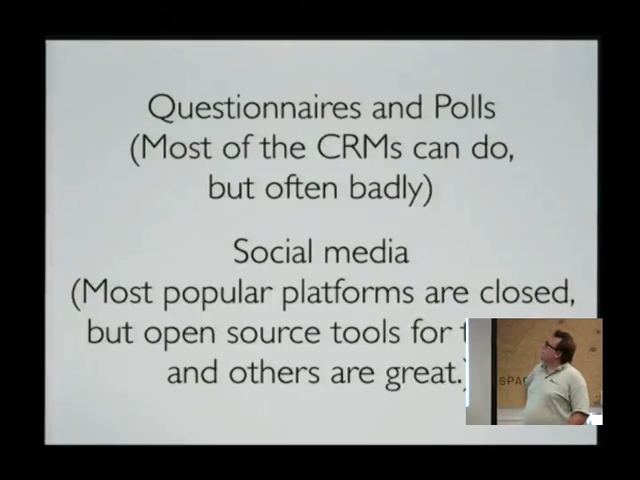 Questionnaires and Polls
(Most of the CRMs can do,
but often badly)
Social media
(Most popular platforms are closed,
but open source tools for
and others are great.)
SPA